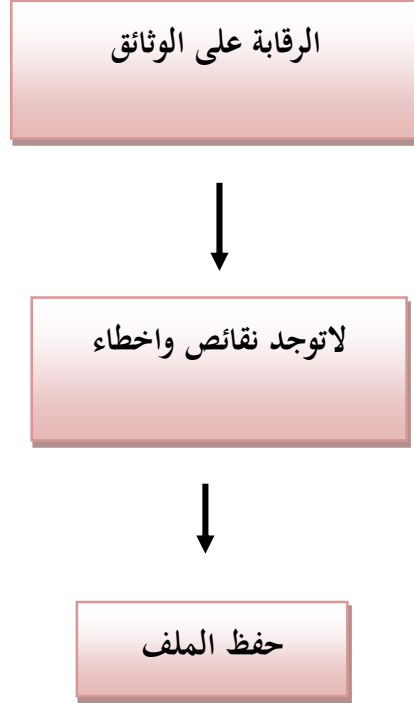 الرقابة على الوثائق
لاتوجد نقائص واخطاء
حفظ الملف